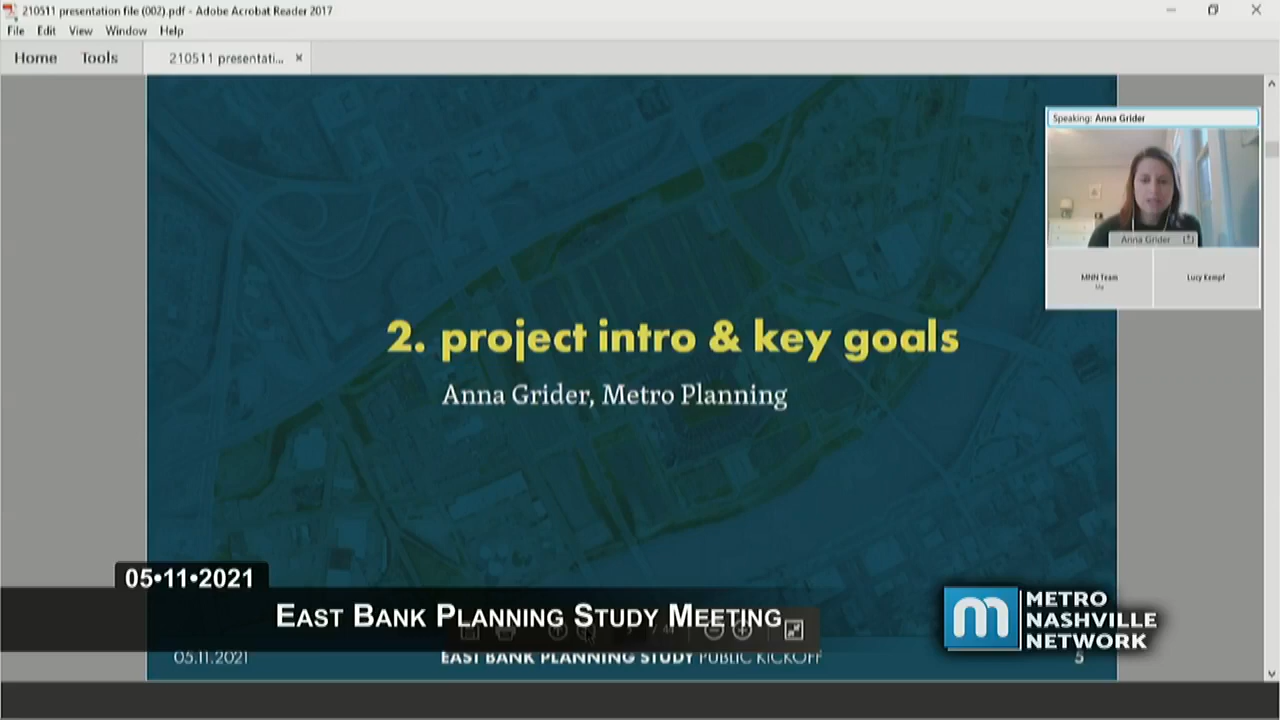 210511 presentation file (002).pdf - Adobe Acrobat Reader 2017
File Edit View Window Help
Home Tools 210511 presentati... ×
Speaking: Anna Grider
Anna Grider
MNN Team
Lucy Kempf
2. project intro & key goals
Anna Grider, Metro Planning
05•11•2021
EAST BANK PLANNING STUDY MEETING
m METRO
NASHVILLE
NETWORK
05.11.2021 EAST BANK PLANNING STUDY PUBLIC KICKOFF 5